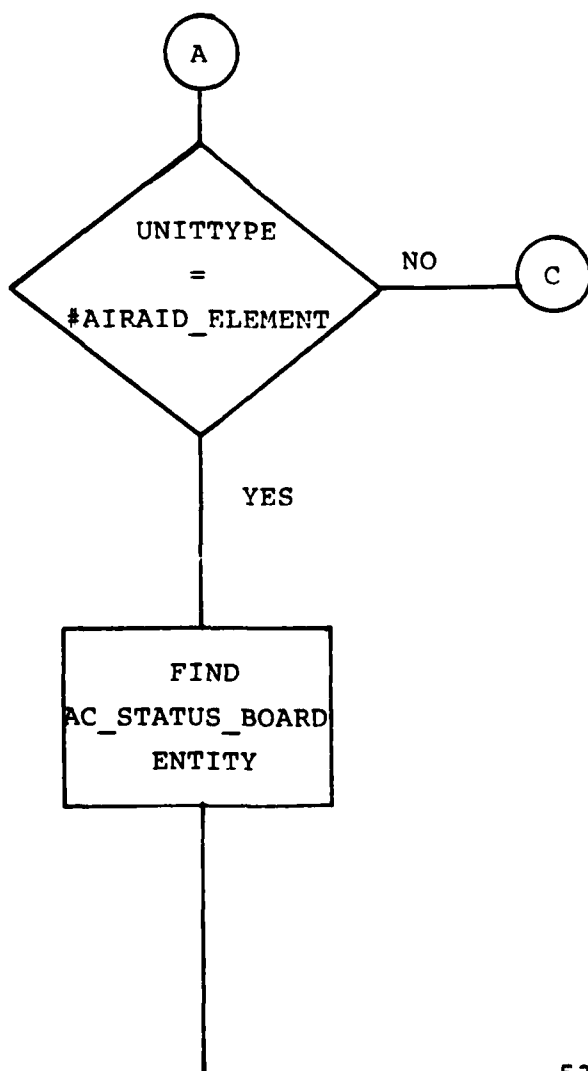 A
UNITTYPE
=
#AIRAID_ELEMENT
NO
C
YES
FIND
AC_STATUS_BOARD
ENTITY